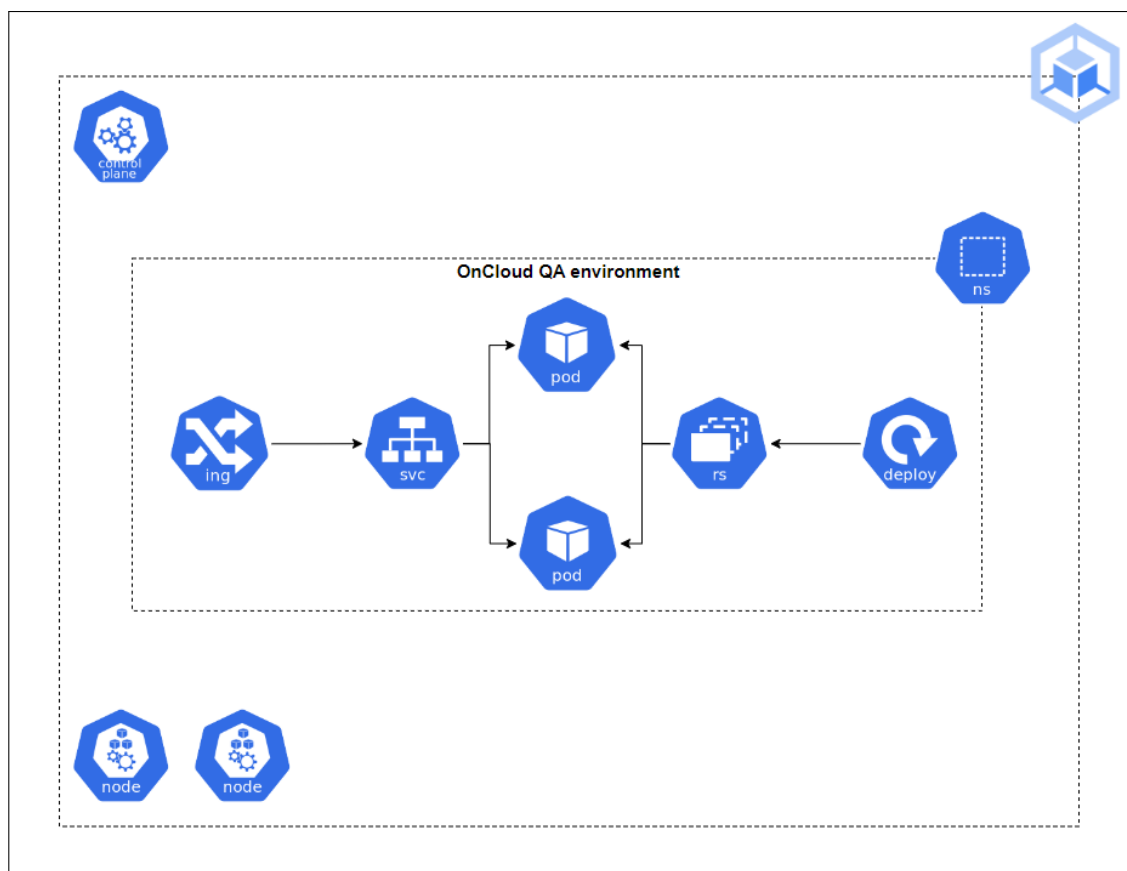 control
plane
ns
OnCloud QA environment
pod
ing
svc
rs
deploy
pod
node
node